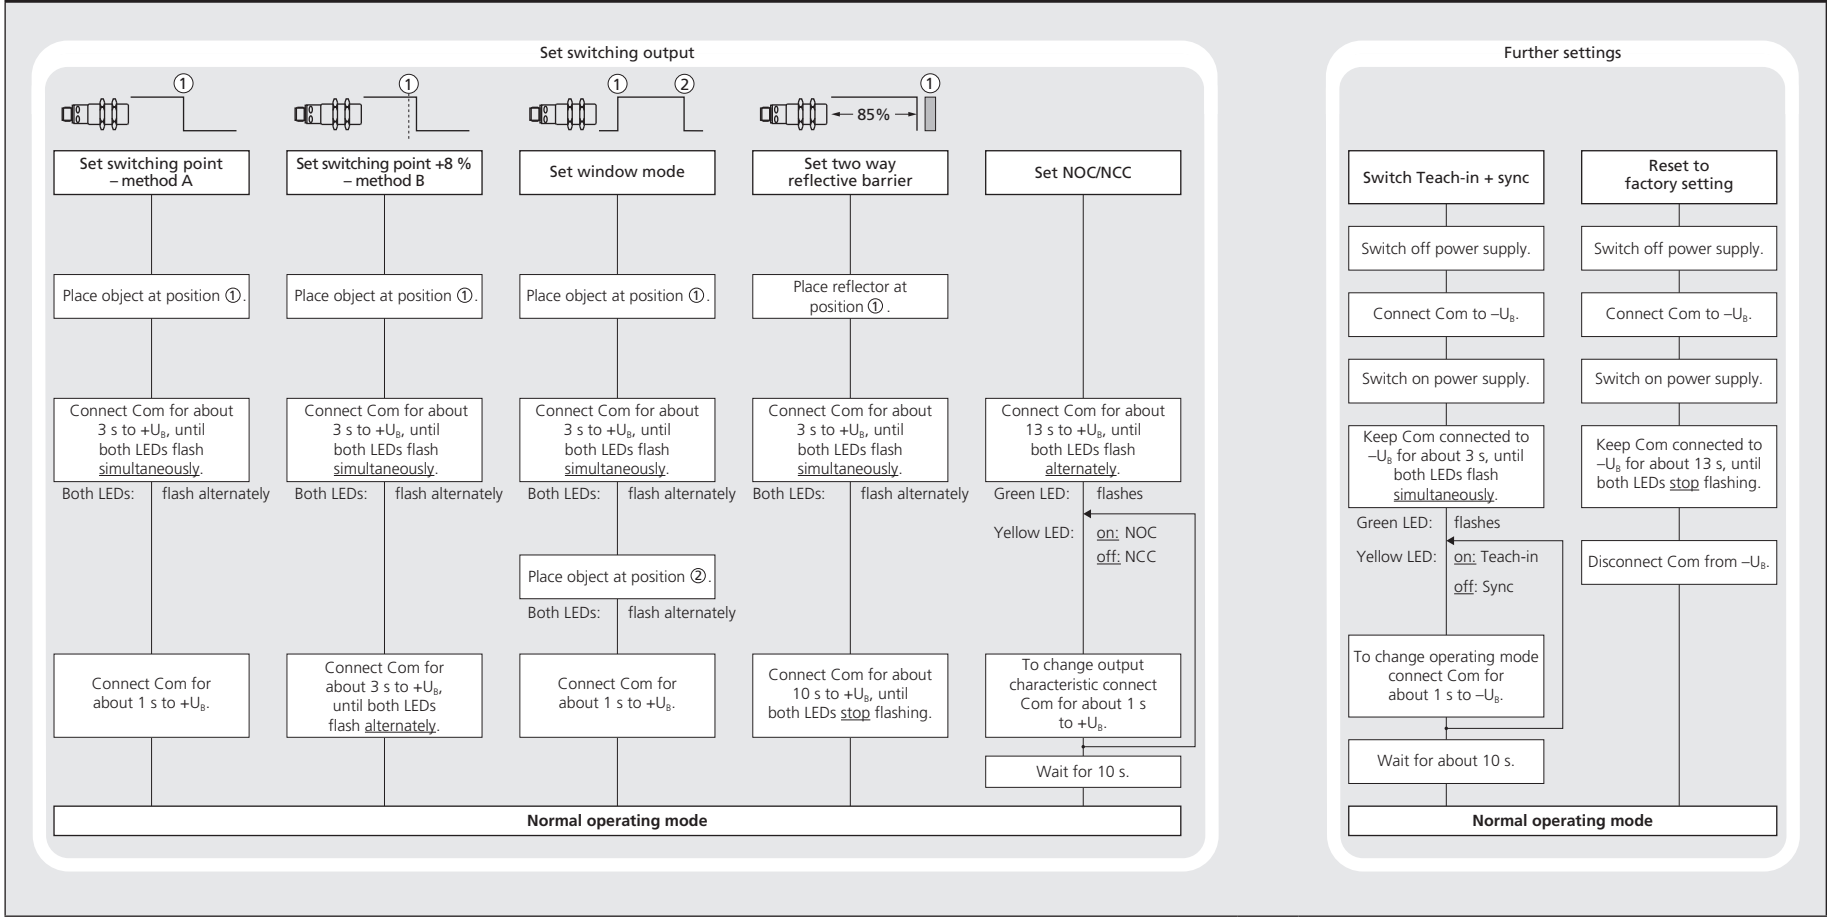 Set switching output
①
①
①
②
85%
①
Set switching point
– method A
Place object at position ①.
Connect Com for about
3 s to +UB, until
both LEDs flash
simultaneously.
Both LEDs: flash alternately
Connect Com for
about 1 s to +UB.
Set switching point +8 %
– method B
Place object at position ①.
Connect Com for about
3 s to +UB, until
both LEDs flash
simultaneously.
Both LEDs: flash alternately
Connect Com for
about 3 s to +UB,
until both LEDs
flash alternately.
Set window mode
Place object at position ①.
Connect Com for about
3 s to +UB, until
both LEDs flash
simultaneously.
Both LEDs: flash alternately
Place object at position ②.
Both LEDs: flash alternately
Connect Com for
about 1 s to +UB.
Set two way
reflective barrier
Place reflector at
position ① .
Connect Com for about
3 s to +UB, until
both LEDs flash
simultaneously.
Both LEDs: flash alternately
Connect Com for about
10 s to +UB, until
both LEDs stop flashing.
Set NOC/NCC
Connect Com for about
13 s to +UB, until
both LEDs flash
alternately.
Green LED: flashes
Yellow LED: on: NOC
off: NCC
To change output
characteristic connect
Com for about 1 s
to +UB.
Wait for 10 s.
Normal operating mode
Further settings
Switch Teach-in + sync
Switch off power supply.
Connect Com to –UB.
Switch on power supply.
Keep Com connected to
–UB for about 3 s, until
both LEDs flash
simultaneously.
Green LED: flashes
Yellow LED: on: Teach-in
off: Sync
To change operating mode
connect Com for
about 1 s to –UB.
Wait for about 10 s.
Reset to
factory setting
Switch off power supply.
Connect Com to –UB.
Switch on power supply.
Keep Com connected to
–UB for about 13 s, until
both LEDs stop flashing.
Disconnect Com from –UB.
Normal operating mode